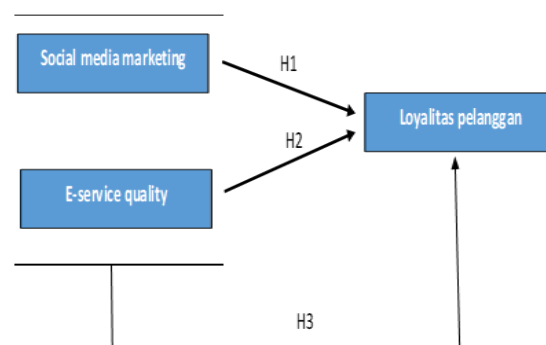 Social media marketing
H1
Loyalitas pelanggan
H2
E-service quality
H3